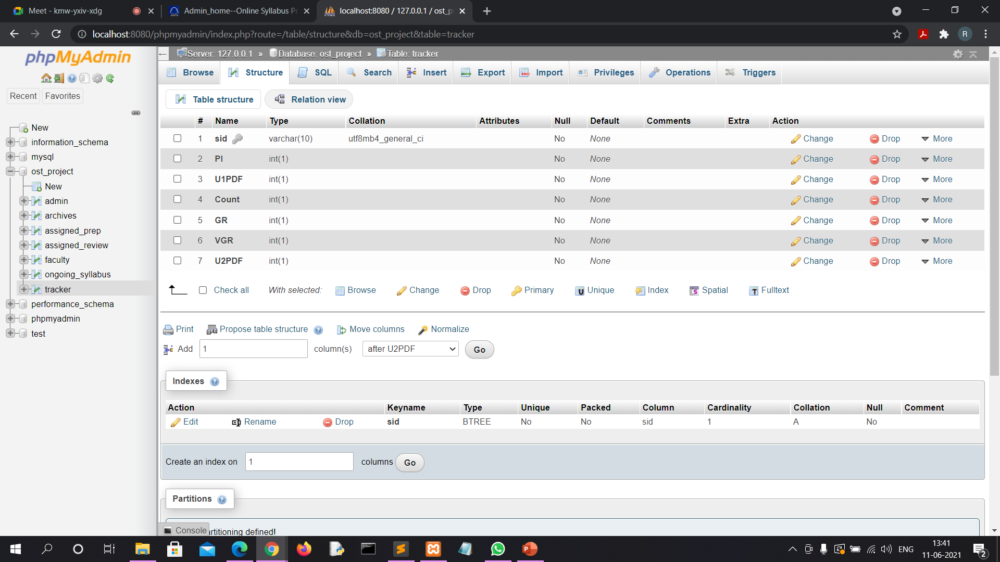 Meet - kmw-yxiv-xdg
Admin_home--Online Syllabus Pr
localhost:8080 / 127.0.0.1 / ost_p
localhost:8080/phpmyadmin/index.php?route=/table/structure&db=ost_project&table=tracker
R
phpMyAdmin
Recent Favorites
New
information_schema
mysql
ost_project
New
admin
archives
assigned_prep
assigned_review
faculty
ongoing_syllabus
tracker
performance_schema
phpmyadmin
test
Server: 127.0.0.1 » Database: ost_project » Table: tracker
Browse Structure SQL Search Insert Export Import Privileges Operations Triggers
Table structure Relation view
# Name Type Collation Attributes Null Default Comments Extra Action
1 sid varchar(10) utf8mb4_general_ci No None Change Drop More
2 PI int(1) No None Change Drop More
3 U1PDF int(1) No None Change Drop More
4 Count int(1) No None Change Drop More
5 GR int(1) No None Change Drop More
6 VGR int(1) No None Change Drop More
7 U2PDF int(1) No None Change Drop More
Check all With selected: Browse Change Drop Primary Unique Index Spatial Fulltext
Print Propose table structure Move columns Normalize
Add 1 column(s) after U2PDF Go
Indexes
Action Keyname Type Unique Packed Column Cardinality Collation Null Comment
Edit Rename Drop sid BTREE No No sid 1 A No
Create an index on 1 columns Go
Partitions
Console artitioning defined!
ENG
13:41
11-06-2021
2